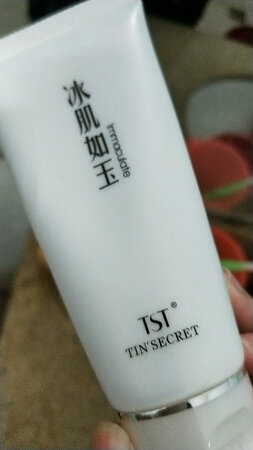 冰肌如玉
Immaculate
TST®
TIN'SECRET